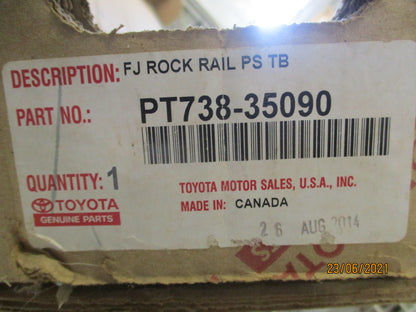 DESCRIPTION: FJ ROCK RAIL PS TB
PART NO.: PT738-35090
QUANTITY: 1
TOYOTA
GENUINE PARTS
TOYOTA MOTOR SALES, U.S.A., INC.
MADE IN: CANADA
26 AUG 2014
23/06/2021